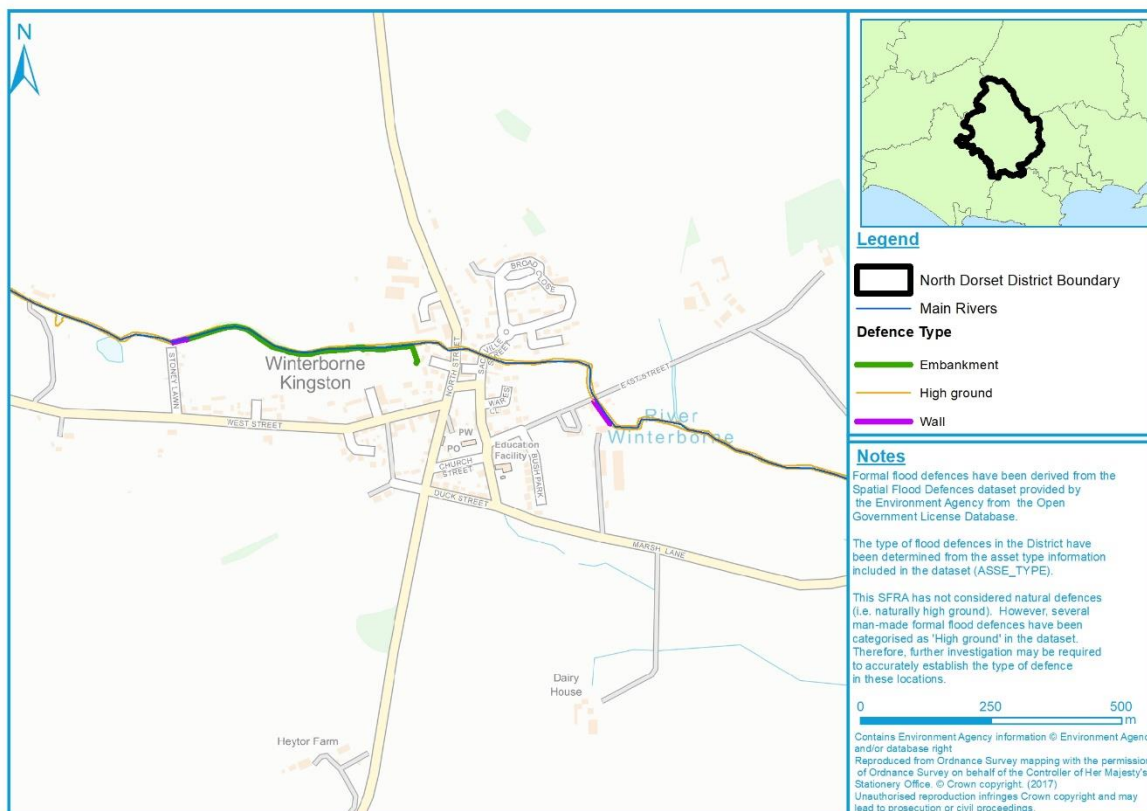 N
BROAD CLOSE
SACKVILLE STREET
NORTH STREET
Winterborne
Kingston
STONEY LAWN
WEST STREET
EAST STREET
River
Winterborne
PW
PO
Education
Facility
CHURCH
STREET
BUSH PARK
DUCK STREET
MARSH LANE
Dairy
House
Heytor Farm
Legend
North Dorset District Boundary
Main Rivers
Defence Type
Embankment
High ground
Wall
Notes
Formal flood defences have been derived from the
Spatial Flood Defences dataset provided by
the Environment Agency from the Open
Government License Database.
The type of flood defences in the District have
been determined from the asset type information
included in the dataset (ASSE_TYPE).
This SFRA has not considered natural defences
(i.e. naturally high ground). However, several
man-made formal flood defences have been
categorised as 'High ground' in the dataset.
Therefore, further investigation may be required
to accurately establish the type of defence
in these locations.
0 250 500
m
Contains Environment Agency information © Environment Agenc
and/or database right
Reproduced from Ordnance Survey mapping with the permission
of Ordnance Survey on behalf of the Controller of Her Majesty's
Stationery Office. © Crown copyright. (2017)
Unauthorised reproduction infringes Crown copyright and may
lead to prosecution or civil proceedings.